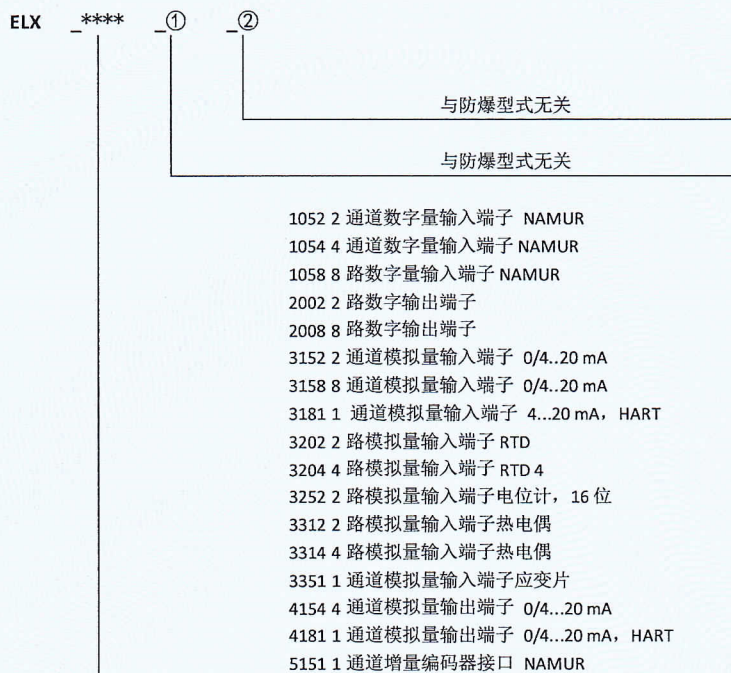 ELX _**** _① _②
与防爆型式无关
与防爆型式无关
1052 2 通道数字量输入端子 NAMUR
1054 4 通道数字量输入端子 NAMUR
1058 8 路数字量输入端子 NAMUR
2002 2 路数字输出端子
2008 8 路数字输出端子
3152 2 通道模拟量输入端子 0/4..20 mA
3158 8 通道模拟量输入端子 0/4..20 mA
3181 1 通道模拟量输入端子 4...20 mA，HART
3202 2 路模拟量输入端子 RTD
3204 4 路模拟量输入端子 RTD 4
3252 2 路模拟量输入端子电位计，16 位
3312 2 路模拟量输入端子热电偶
3314 4 路模拟量输入端子热电偶
3351 1 通道模拟量输入端子应变片
4154 4 通道模拟量输出端子 0/4...20 mA
4181 1 通道模拟量输出端子 0/4...20 mA，HART
5151 1 通道增量编码器接口 NAMUR